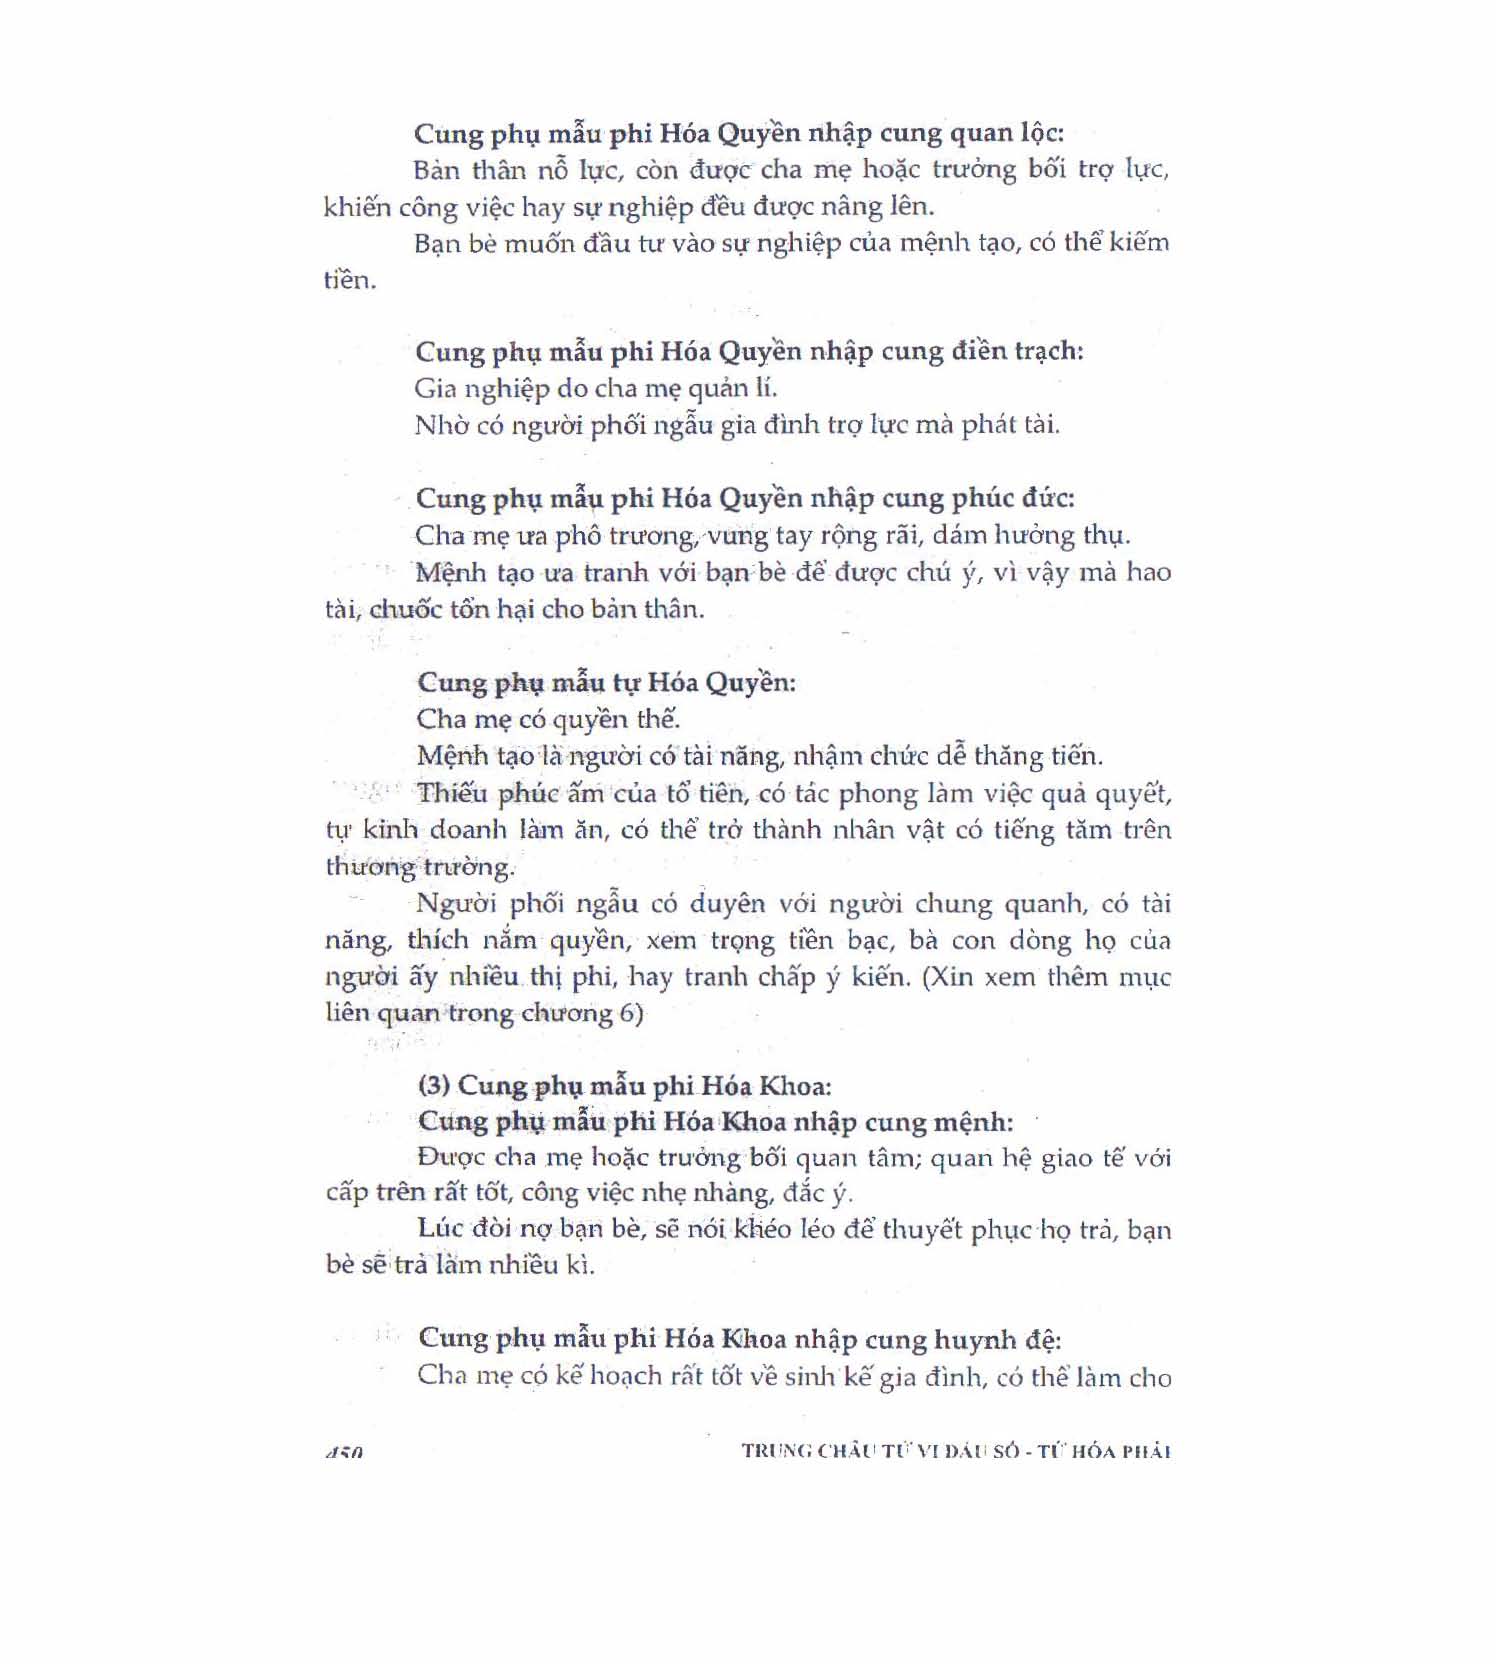 Cung phụ mẫu phi Hóa Quyền nhập cung quan lộc:
Bản thân nỗ lực, còn được cha mẹ hoặc trưởng bối trợ lực,
khiến công việc hay sự nghiệp đều được nâng lên.
Bạn bè muốn đầu tư vào sự nghiệp của mệnh tạo, có thể kiếm
tiền.
Cung phụ mẫu phi Hóa Quyền nhập cung điền trạch:
Gia nghiệp do cha mẹ quản lí.
Nhờ có người phối ngẫu gia đình trợ lực mà phát tài.
Cung phụ mẫu phi Hóa Quyền nhập cung phúc đức:
Cha mẹ ưa phô trương, vung tay rộng rãi, dám hưởng thụ.
Mệnh tạo ưa tranh với bạn bè để được chú ý, vì vậy mà hao
tài, chuốc tổn hại cho bản thân.
Cung phụ mẫu tự Hóa Quyền:
Cha mẹ có quyền thế.
Mệnh tạo là người có tài năng, nhậm chức dễ thăng tiến.
Thiếu phúc ấm của tổ tiên, có tác phong làm việc quả quyết,
tự kinh doanh làm ăn, có thể trở thành nhân vật có tiếng tăm trên
thương trường.
Người phối ngẫu có duyên với người chung quanh, có tài
năng, thích nắm quyền, xem trọng tiền bạc, bà con dòng họ của
người ấy nhiều thị phi, hay tranh chấp ý kiến. (Xin xem thêm mục
liên quan trong chương 6)
(3) Cung phụ mẫu phi Hóa Khoa:
Cung phụ mẫu phi Hóa Khoa nhập cung mệnh:
Được cha mẹ hoặc trưởng bối quan tâm; quan hệ giao tế với
cấp trên rất tốt, công việc nhẹ nhàng, đắc ý.
Lúc đòi nợ bạn bè, sẽ nói khéo léo để thuyết phục họ trả, bạn
bè sẽ trả làm nhiều kì.
Cung phụ mẫu phi Hóa Khoa nhập cung huynh đệ:
Cha mẹ có kế hoạch rất tốt về sinh kế gia đình, có thể làm cho
450
TRUNG CHÂU TỬ VI ĐẨU SỐ - TỨ HÓA PHÁI